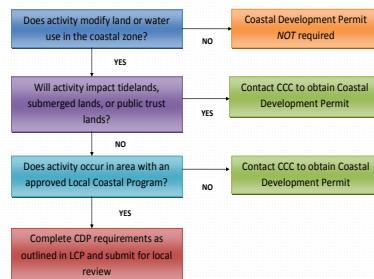 Does activity modify land or water
use in the coastal zone?
Coastal Development Permit
NOT required
NO
YES
Will activity impact tidelands,
submerged lands, or public trust
lands?
Contact CCC to obtain Coastal
Development Permit
YES
NO
Does activity occur in area with an
approved Local Coastal Program?
Contact CCC to obtain Coastal
Development Permit
NO
YES
Complete CDP requirements as
outlined in LCP and submit for local
review